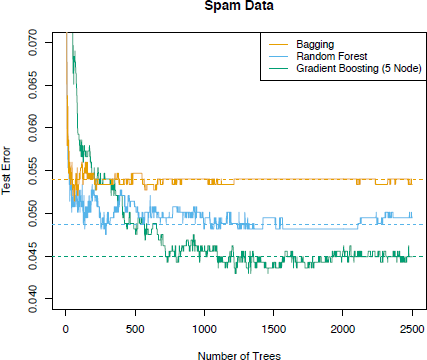 Spam Data
Bagging
Random Forest
Gradient Boosting (5 Node)
Test Error
0.070
0.065
0.060
0.055
0.050
0.045
0.040
0
500
1000
1500
2000
2500
Number of Trees